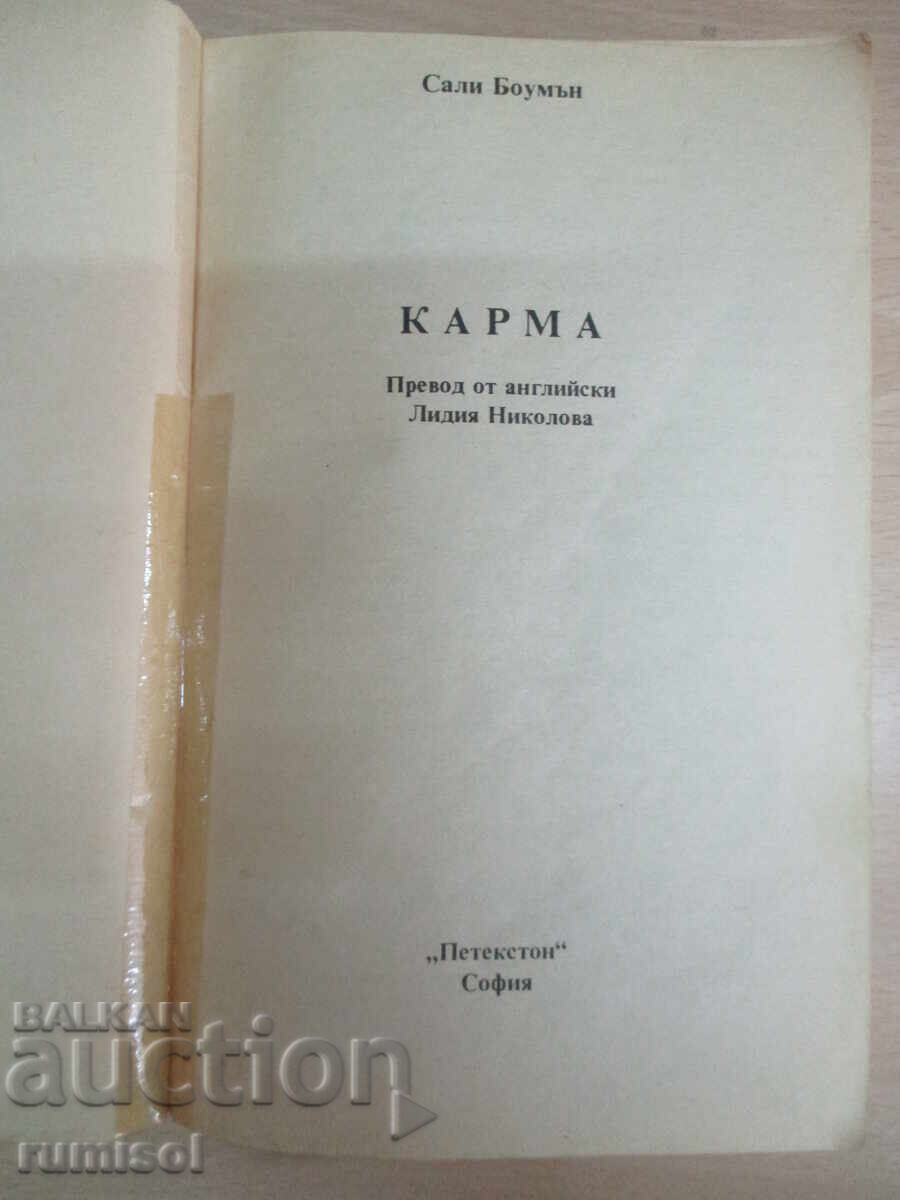 Сали Боумън
КАРМА
Превод от английски
Лидия Николова
„Петекстон“
София
BALKAN
auction
rumisol